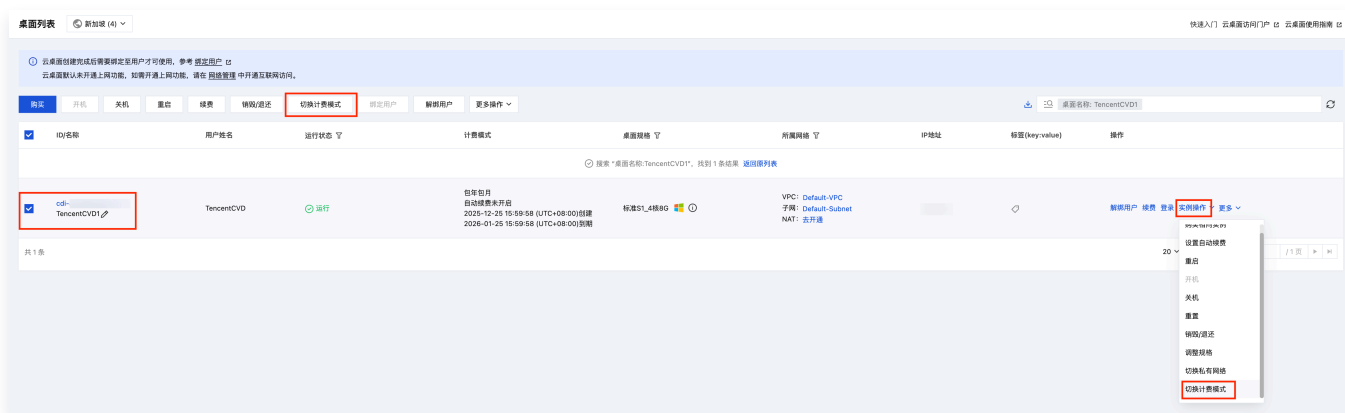 桌面列表 新加坡 (4)
快速入门 云桌面访问门户 云桌面使用指南
云桌面创建完成后需要绑定至用户才可使用，参考 绑定用户
云桌面默认未开通上网功能，如需开通上网功能，请在 网络管理 中开通互联网访问。
购买 开机 关机 重启 续费 销毁/退还 切换计费模式 绑定用户 解绑用户 更多操作
桌面名称: TencentCVD1
ID/名称 用户姓名 运行状态 计费模式 桌面规格 所属网络 IP地址 标签(key:value) 操作
搜索 "桌面名称:TencentCVD1"，找到 1 条结果 返回原列表
cdi-
TencentCVD1
TencentCVD
运行
包年包月
自动续费未开启
2025-12-25 15:59:58 (UTC+08:00)创建
2026-01-25 15:59:58 (UTC+08:00)到期
标准S1_4核8G
VPC: Default-VPC
子网: Default-Subnet
NAT: 去开通
解绑用户 续费 登录 实例操作 更多
购买相同实例
设置自动续费
重启
开机
关机
重置
销毁/退还
调整规格
切换私有网络
切换计费模式
共 1 条
20
/ 1 页